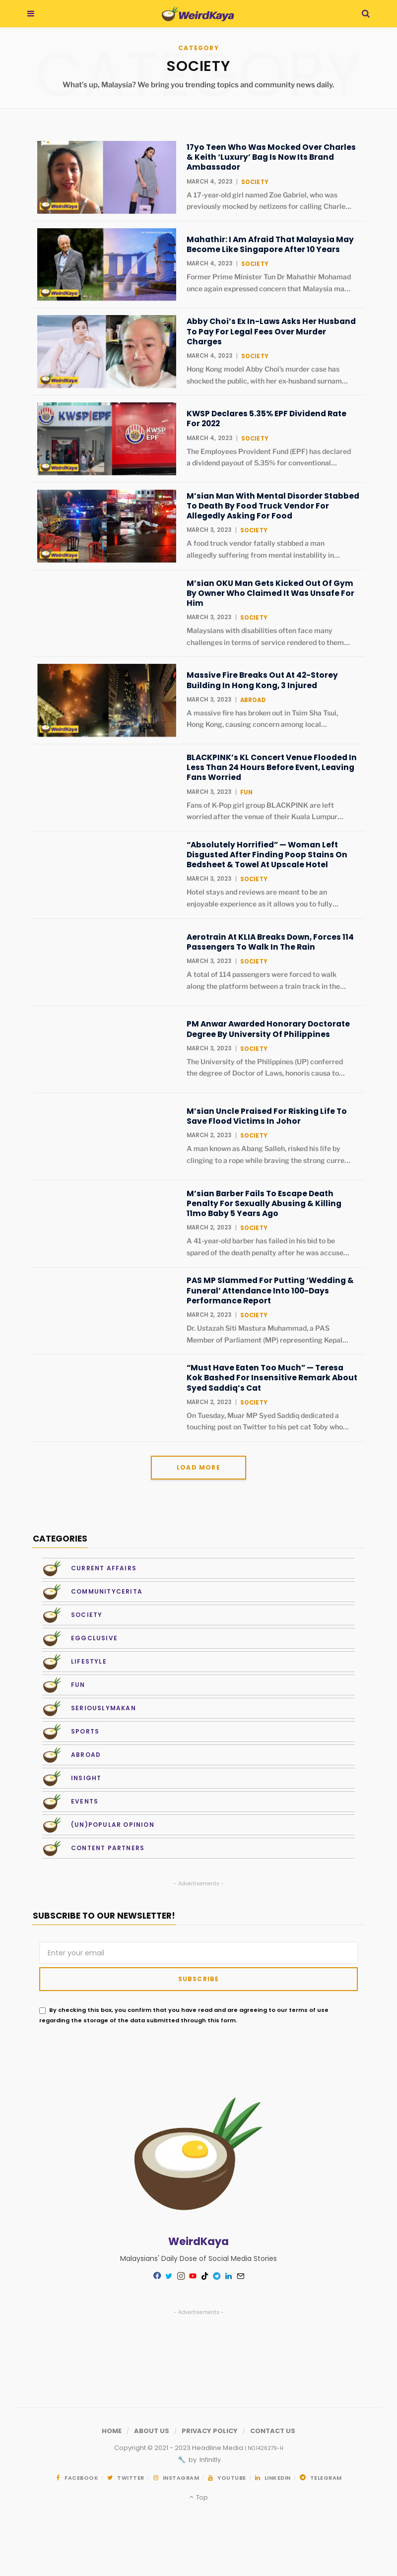 WeirdKaya
CATEGORY
CATEGORY
SOCIETY
What's up, Malaysia? We bring you trending topics and community news daily.
WeirdKaya
17yo Teen Who Was Mocked Over Charles
& Keith ‘Luxury’ Bag Is Now Its Brand
Ambassador
MARCH 4, 2023 | SOCIETY
A 17-year-old girl named Zoe Gabriel, who was
previously mocked by netizens for calling Charle...
WeirdKaya
Mahathir: I Am Afraid That Malaysia May
Become Like Singapore After 10 Years
MARCH 4, 2023 | SOCIETY
Former Prime Minister Tun Dr Mahathir Mohamad
once again expressed concern that Malaysia ma...
WeirdKaya
Abby Choi’s Ex In-Laws Asks Her Husband
To Pay For Legal Fees Over Murder
Charges
MARCH 4, 2023 | SOCIETY
Hong Kong model Abby Choi's murder case has
shocked the public, with her ex-husband surnam...
KWSP EPF
KWSP
EPF
WeirdKaya
KWSP Declares 5.35% EPF Dividend Rate
For 2022
MARCH 4, 2023 | SOCIETY
The Employees Provident Fund (EPF) has declared
a dividend payout of 5.35% for conventional...
WeirdKaya
M’sian Man With Mental Disorder Stabbed
To Death By Food Truck Vendor For
Allegedly Asking For Food
MARCH 3, 2023 | SOCIETY
A food truck vendor fatally stabbed a man
allegedly suffering from mental instability in...
M’sian OKU Man Gets Kicked Out Of Gym
By Owner Who Claimed It Was Unsafe For
Him
MARCH 3, 2023 | SOCIETY
Malaysians with disabilities often face many
challenges in terms of service rendered to them...
WeirdKaya
Massive Fire Breaks Out At 42-Storey
Building In Hong Kong, 3 Injured
MARCH 3, 2023 | ABROAD
A massive fire has broken out in Tsim Sha Tsui,
Hong Kong, causing concern among local...
BLACKPINK’s KL Concert Venue Flooded In
Less Than 24 Hours Before Event, Leaving
Fans Worried
MARCH 3, 2023 | FUN
Fans of K-Pop girl group BLACKPINK are left
worried after the venue of their Kuala Lumpur...
“Absolutely Horrified” — Woman Left
Disgusted After Finding Poop Stains On
Bedsheet & Towel At Upscale Hotel
MARCH 3, 2023 | SOCIETY
Hotel stays and reviews are meant to be an
enjoyable experience as it allows you to fully...
Aerotrain At KLIA Breaks Down, Forces 114
Passengers To Walk In The Rain
MARCH 3, 2023 | SOCIETY
A total of 114 passengers were forced to walk
along the platform between a train track in the...
PM Anwar Awarded Honorary Doctorate
Degree By University Of Philippines
MARCH 3, 2023 | SOCIETY
The University of the Philippines (UP) conferred
the degree of Doctor of Laws, honoris causa to...
M’sian Uncle Praised For Risking Life To
Save Flood Victims In Johor
MARCH 2, 2023 | SOCIETY
A man known as Abang Salleh, risked his life by
clinging to a rope while braving the strong curre...
M’sian Barber Fails To Escape Death
Penalty For Sexually Abusing & Killing
11mo Baby 5 Years Ago
MARCH 2, 2023 | SOCIETY
A 41-year-old barber has failed in his bid to be
spared of the death penalty after he was accuse...
PAS MP Slammed For Putting ‘Wedding &
Funeral’ Attendance Into 100-Days
Performance Report
MARCH 2, 2023 | SOCIETY
Dr. Ustazah Siti Mastura Muhammad, a PAS
Member of Parliament (MP) representing Kepal...
“Must Have Eaten Too Much” — Teresa
Kok Bashed For Insensitive Remark About
Syed Saddiq’s Cat
MARCH 2, 2023 | SOCIETY
On Tuesday, Muar MP Syed Saddiq dedicated a
touching post on Twitter to his pet cat Toby who...
LOAD MORE
CATEGORIES
CURRENT AFFAIRS
COMMUNITYCERITA
SOCIETY
EGGCLUSIVE
LIFESTYLE
FUN
SERIOUSLYMAKAN
SPORTS
ABROAD
INSIGHT
EVENTS
(UN)POPULAR OPINION
CONTENT PARTNERS
- Advertisements -
SUBSCRIBE TO OUR NEWSLETTER!
Enter your email
SUBSCRIBE
By checking this box, you confirm that you have read and are agreeing to our terms of use
regarding the storage of the data submitted through this form.
WeirdKaya
Malaysians' Daily Dose of Social Media Stories
- Advertisements -
HOME / ABOUT US / PRIVACY POLICY / CONTACT US
Copyright © 2021 - 2023 Headline Media | NO.1426279-H
by Infinitly
FACEBOOK / TWITTER / INSTAGRAM / YOUTUBE / LINKEDIN / TELEGRAM
Top